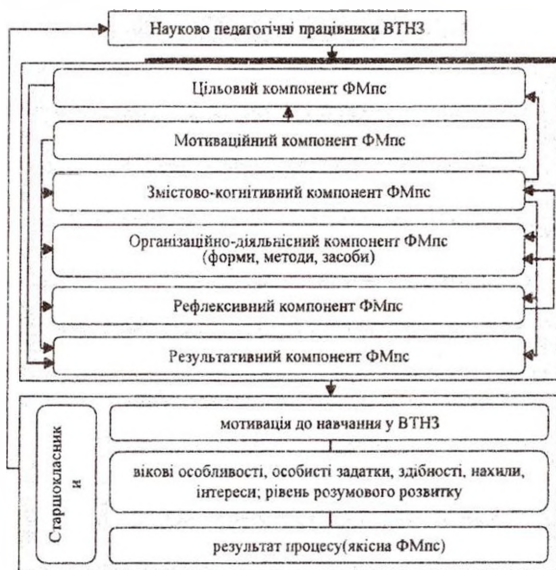 Науково педагогічні працівники ВТНЗ
Цільовий компонент ФМпс
Мотиваційний компонент ФМпс
Змістово-когнітивний компонент ФМпс
Організаційно-діяльнісний компонент ФМпс
(форми, методи, засоби)
Рефлексивний компонент ФМпс
Результативний компонент ФМпс
Старшокласник
и
мотивація до навчання у ВТНЗ
вікові особливості, особисті задатки, здібності, нахили,
інтереси; рівень розумового розвитку
результат процесу(якісна ФМпс)